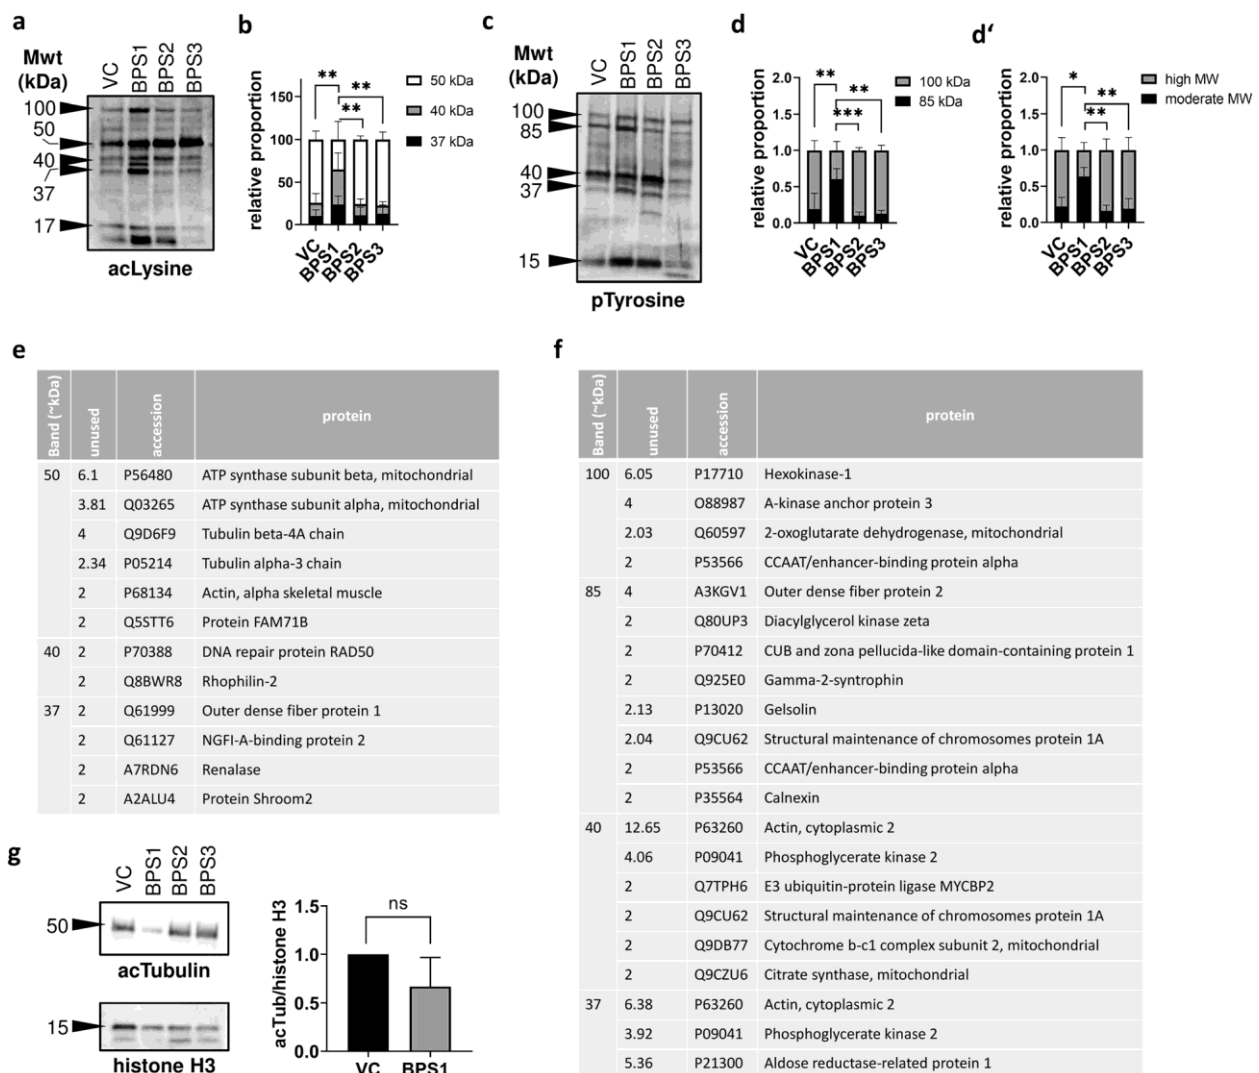 a
Mwt
(kDa)
VC
BPS1
BPS2
BPS3
100
50
40
37
17
acLysine
b
** **
**
relative proportion
150
100
50
0
VC
BPS1
BPS2
BPS3
50 kDa
40 kDa
37 kDa
c
Mwt
(kDa)
VC
BPS1
BPS2
BPS3
100
85
40
37
15
pTyrosine
d
** **
***
relative proportion
2.0
1.5
1.0
0.5
0.0
VC
BPS1
BPS2
BPS3
100 kDa
85 kDa
d'
* **
**
relative proportion
2.0
1.5
1.0
0.5
0.0
VC
BPS1
BPS2
BPS3
high MW
moderate MW
e
Band (~kDa) unused accession protein
50 6.1 P56480 ATP synthase subunit beta, mitochondrial
3.81 Q03265 ATP synthase subunit alpha, mitochondrial
4 Q9D6F9 Tubulin beta-4A chain
2.34 P05214 Tubulin alpha-3 chain
2 P68134 Actin, alpha skeletal muscle
2 Q5STT6 Protein FAM71B
40 2 P70388 DNA repair protein RAD50
2 Q8BWR8 Rhophilin-2
37 2 Q61999 Outer dense fiber protein 1
2 Q61127 NGFI-A-binding protein 2
2 A7RDN6 Renalase
2 A2ALU4 Protein Shroom2
f
Band (~kDa) unused accession protein
100 6.05 P17710 Hexokinase-1
4 O88987 A-kinase anchor protein 3
2.03 Q60597 2-oxoglutarate dehydrogenase, mitochondrial
2 P53566 CCAAT/enhancer-binding protein alpha
85 4 A3KGV1 Outer dense fiber protein 2
2 Q80UP3 Diacylglycerol kinase zeta
2 P70412 CUB and zona pellucida-like domain-containing protein 1
2 Q925E0 Gamma-2-syntrophin
2.13 P13020 Gelsolin
2.04 Q9CU62 Structural maintenance of chromosomes protein 1A
2 P53566 CCAAT/enhancer-binding protein alpha
2 P35564 Calnexin
40 12.65 P63260 Actin, cytoplasmic 2
4.06 P09041 Phosphoglycerate kinase 2
2 Q7TPH6 E3 ubiquitin-protein ligase MYCBP2
2 Q9CU62 Structural maintenance of chromosomes protein 1A
2 Q9DB77 Cytochrome b-c1 complex subunit 2, mitochondrial
2 Q9CZU6 Citrate synthase, mitochondrial
37 6.38 P63260 Actin, cytoplasmic 2
3.92 P09041 Phosphoglycerate kinase 2
5.36 P21300 Aldose reductase-related protein 1
g
VC
BPS1
BPS2
BPS3
50
acTubulin
15
histone H3
acTub/histone H3
1.5
1.0
0.5
0.0
ns
VC BPS1